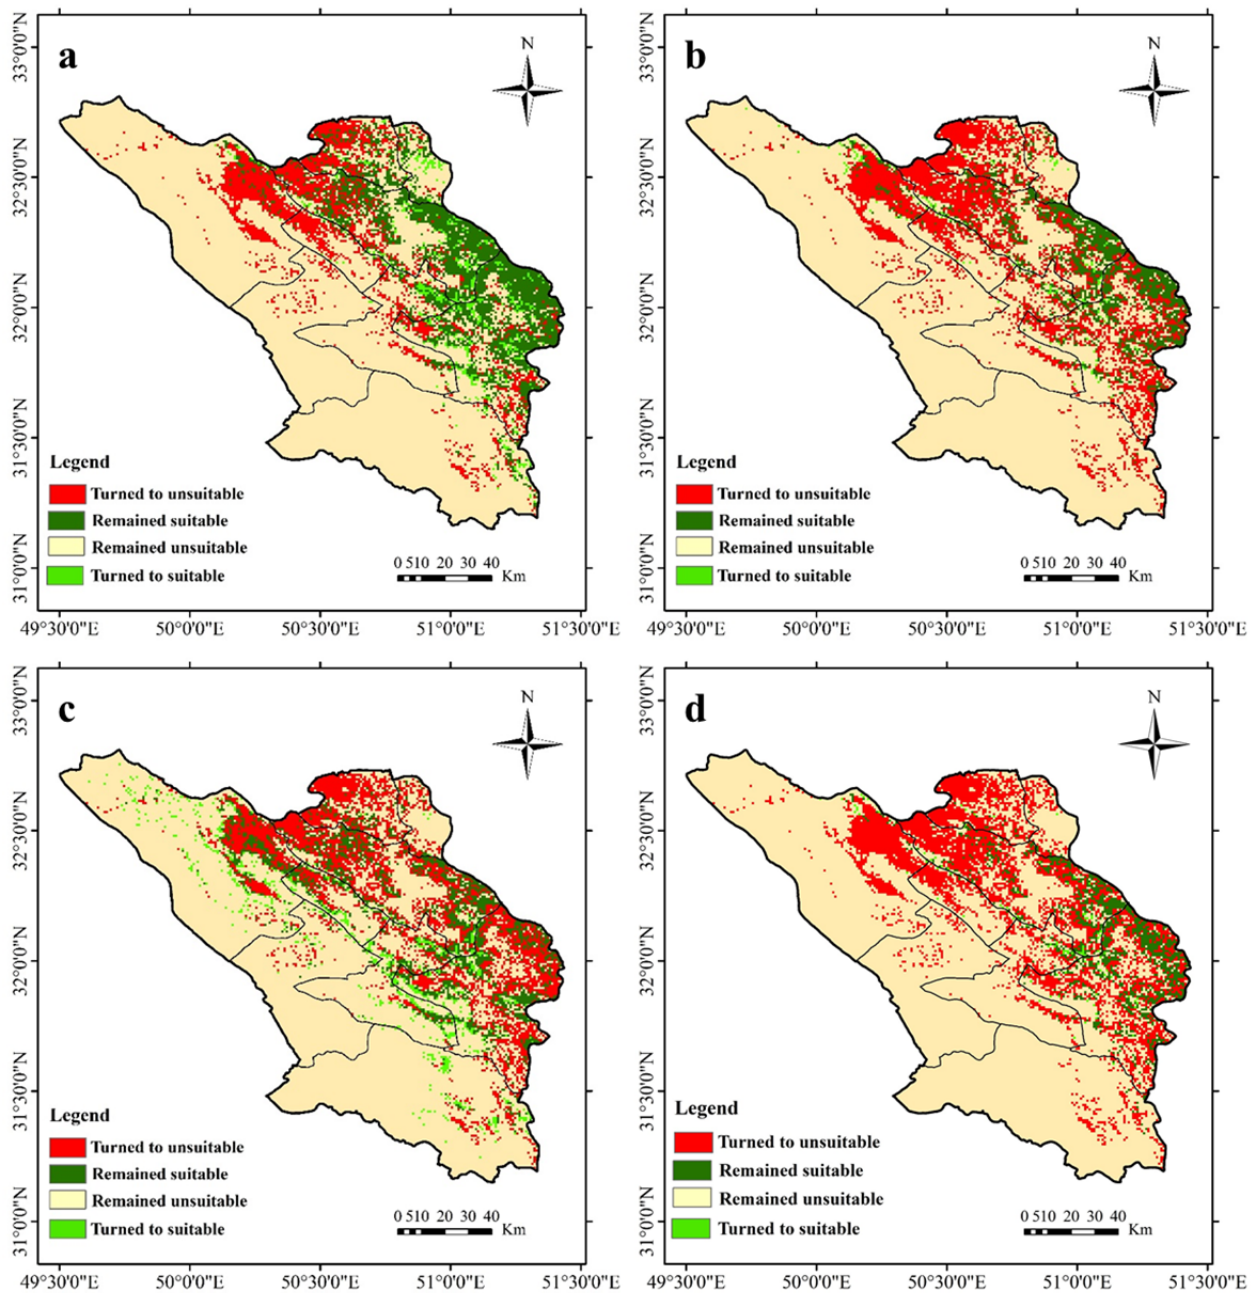 a
N
33°0'0"N
32°30'0"N
32°0'0"N
31°30'0"N
31°0'0"N
Legend
Turned to unsuitable
Remained suitable
Remained unsuitable
Turned to suitable
0 510 20 30 40
Km
49°30'0"E 50°0'0"E 50°30'0"E 51°0'0"E 51°30'0"E
b
N
33°0'0"N
32°30'0"N
32°0'0"N
31°30'0"N
31°0'0"N
Legend
Turned to unsuitable
Remained suitable
Remained unsuitable
Turned to suitable
0 510 20 30 40
Km
49°30'0"E 50°0'0"E 50°30'0"E 51°0'0"E 51°30'0"E
c
N
33°0'0"N
32°30'0"N
32°0'0"N
31°30'0"N
31°0'0"N
Legend
Turned to unsuitable
Remained suitable
Remained unsuitable
Turned to suitable
0 510 20 30 40
Km
49°30'0"E 50°0'0"E 50°30'0"E 51°0'0"E 51°30'0"E
d
N
33°0'0"N
32°30'0"N
32°0'0"N
31°30'0"N
31°0'0"N
Legend
Turned to unsuitable
Remained suitable
Remained unsuitable
Turned to suitable
0 510 20 30 40
Km
49°30'0"E 50°0'0"E 50°30'0"E 51°0'0"E 51°30'0"E